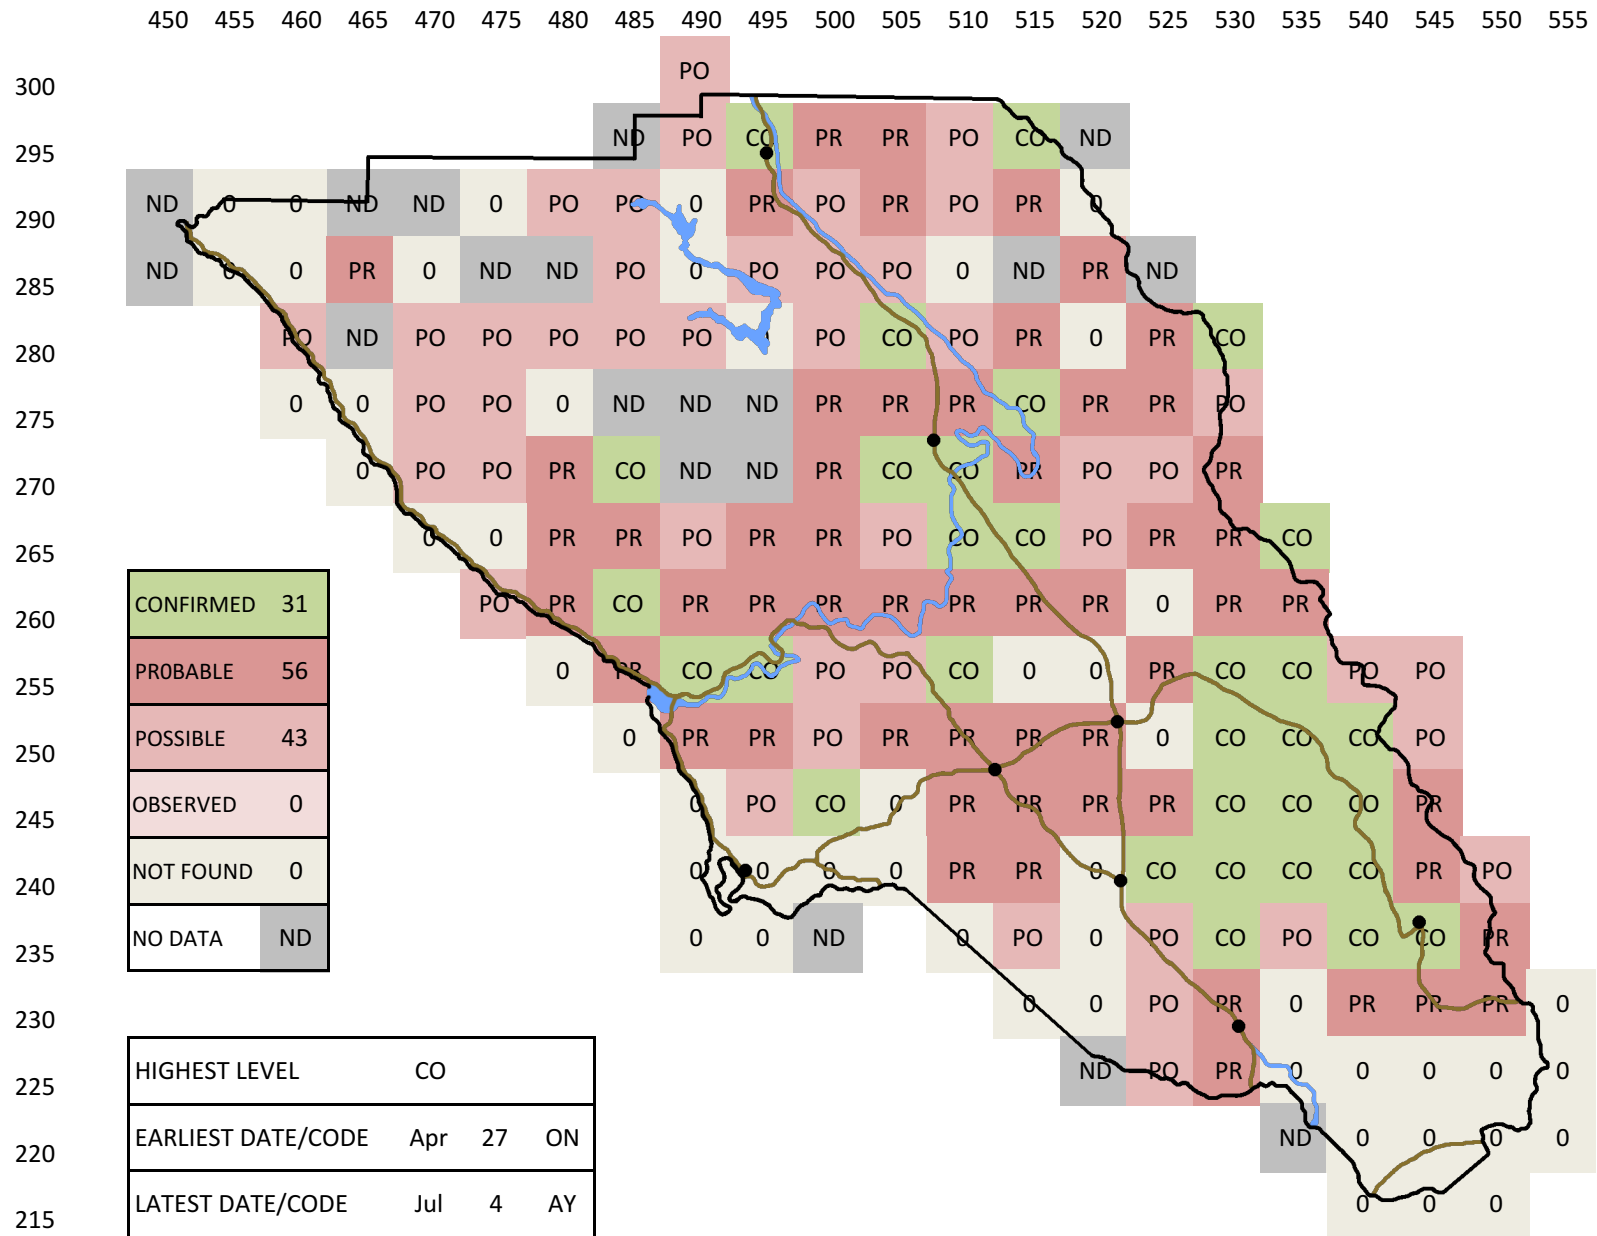 450 455 460 465 470 475 480 485 490 495 500 505 510 515 520 525 530 535 540 545 550 555
PO
300
ND PO CO PR PR PO CO ND
295
ND 0 0 ND ND 0 PO PO 0 PR PO PR PO PR 0
290
ND 0 0 PR 0 ND ND PO 0 PO PO PO 0 ND PR ND
285
PO ND PO PO PO PO PO 0 PO CO PO PR 0 PR CO
280
0 0 PO PO 0 ND ND ND PR PR PR CO PR PR PO
275
0 PO PO PR CO ND ND PR CO CO PR PO PO PR
270
0 0 PR PR PO PR PR PO CO CO PO PR PR CO
265
PO PR CO PR PR PR PR PR PR PR 0 PR PR
260
0 PR CO CO PO PO CO 0 0 PR CO CO PO PO
255
0 PR PR PO PR PR PR PR 0 CO CO CO PO
250
0 PO CO 0 PR PR PR PR CO CO CO PR
245
0 0 0 0 PR PR 0 CO CO CO CO PR PO
240
0 0 ND 0 PO 0 PO CO PO CO CO PR
235
0 0 PO PR 0 PR PR PR 0
230
ND PO PR 0 0 0 0 0
225
ND 0 0 0 0
220
0 0 0
215
CONFIRMED 31
PR0BABLE 56
POSSIBLE 43
OBSERVED 0
NOT FOUND 0
NO DATA ND
HIGHEST LEVEL CO
EARLIEST DATE/CODE Apr 27 ON
LATEST DATE/CODE Jul 4 AY